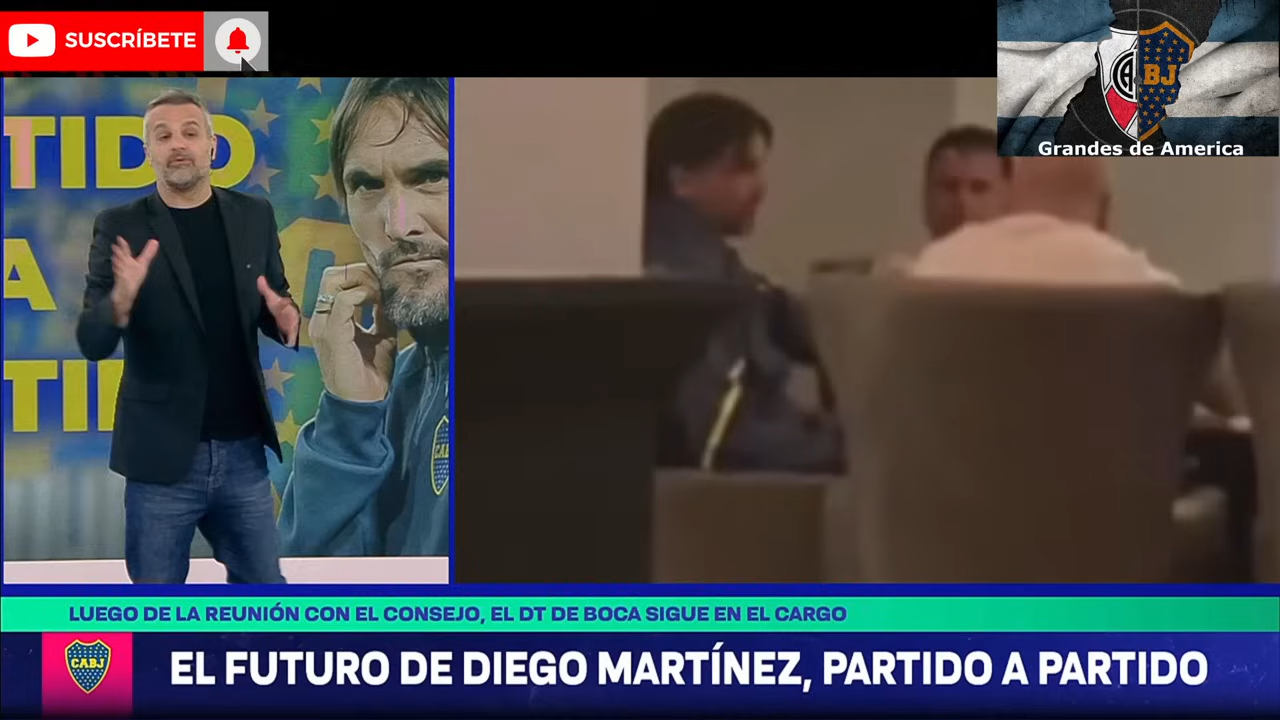 SUSCRÍBETE
CABJ
Grandes de America
TIDO
A
TI
CABJ
LUEGO DE LA REUNIÓN CON EL CONSEJO, EL DT DE BOCA SIGUE EN EL CARGO
CABJ
EL FUTURO DE DIEGO MARTÍNEZ, PARTIDO A PARTIDO